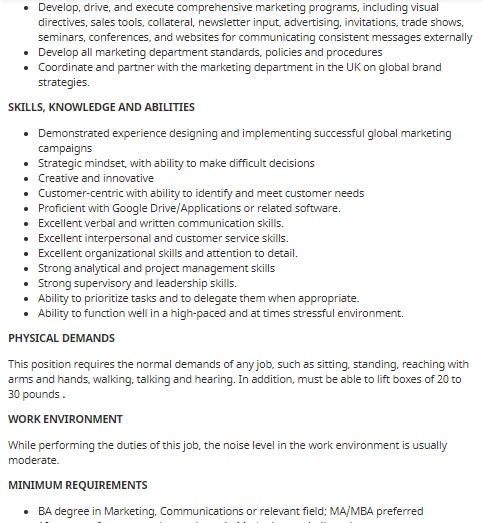 • Develop, drive, and execute comprehensive marketing programs, including visual
directives, sales tools, collateral, newsletter input, advertising, invitations, trade shows,
seminars, conferences, and websites for communicating consistent messages externally
• Develop all marketing department standards, policies and procedures
• Coordinate and partner with the marketing department in the UK on global brand
strategies.
SKILLS, KNOWLEDGE AND ABILITIES
• Demonstrated experience designing and implementing successful global marketing
campaigns
• Strategic mindset, with ability to make difficult decisions
• Creative and innovative
• Customer-centric with ability to identify and meet customer needs
• Proficient with Google Drive/Applications or related software.
• Excellent verbal and written communication skills.
• Excellent interpersonal and customer service skills.
• Excellent organizational skills and attention to detail.
• Strong analytical and project management skills
• Strong supervisory and leadership skills.
• Ability to prioritize tasks and to delegate them when appropriate.
• Ability to function well in a high-paced and at times stressful environment.
PHYSICAL DEMANDS
This position requires the normal demands of any job, such as sitting, standing, reaching with
arms and hands, walking, talking and hearing. In addition, must be able to lift boxes of 20 to
30 pounds .
WORK ENVIRONMENT
While performing the duties of this job, the noise level in the work environment is usually
moderate.
MINIMUM REQUIREMENTS
• BA degree in Marketing, Communications or relevant field; MA/MBA preferred